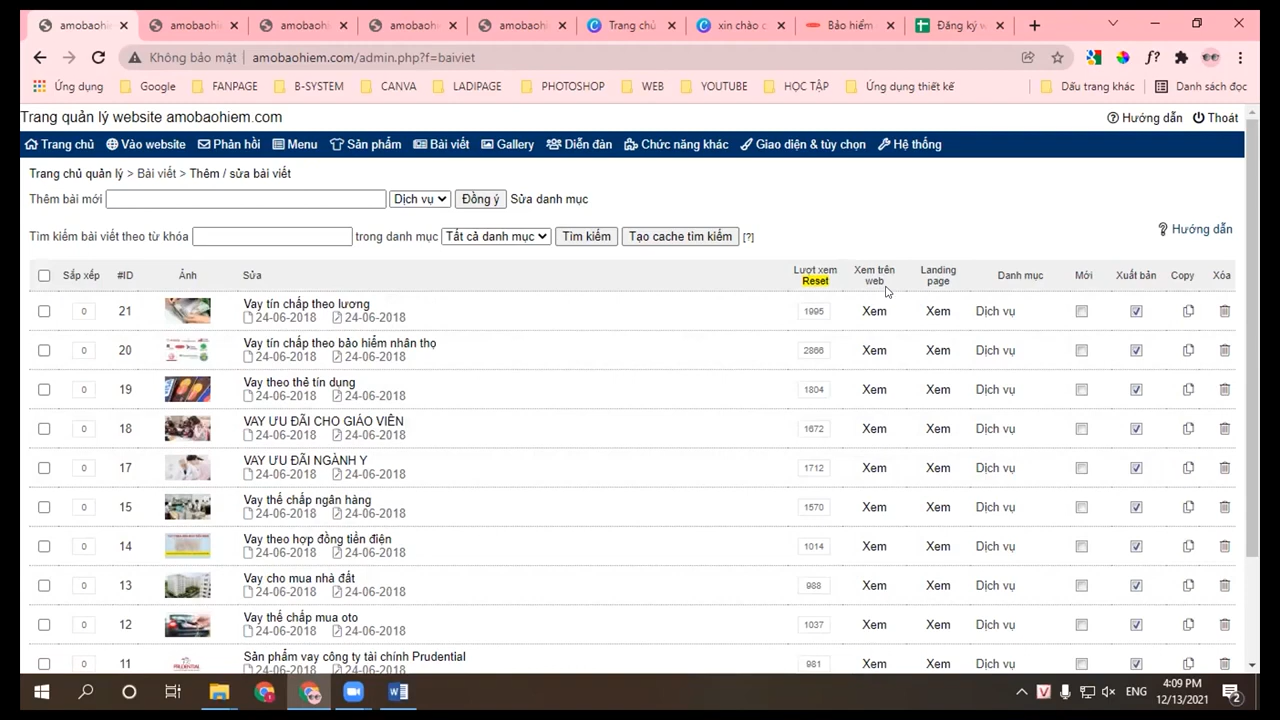 amobaoh
amobaohi
amobaohi
amobaohi
amobaohi
Trang chủ
xin chào c
Bảo hiểm
Đăng ký w
Không bảo mật
amobaohiem.com/admin.php?f=baiviet
f?
Ứng dụng
Google
FANPAGE
B-SYSTEM
CANVA
LADIPAGE
PHOTOSHOP
WEB
YOUTUBE
HỌC TẬP
Ứng dụng thiết kế
Dấu trang khác
Danh sách đọc
Trang quản lý website amobaohiem.com
Hướng dẫn
Thoát
Trang chủ
Vào website
Phản hồi
Menu
Sản phẩm
Bài viết
Gallery
Diễn đàn
Chức năng khác
Giao diện & tùy chọn
Hệ thống
Trang chủ quản lý > Bài viết > Thêm / sửa bài viết
Thêm bài mới
Dịch vụ
Đồng ý
Sửa danh mục
Tìm kiếm bài viết theo từ khóa
trong danh mục
Tất cả danh mục
Tìm kiếm
Tạo cache tìm kiếm
[?]
Hướng dẫn
Sắp xếp
#ID
Ảnh
Sửa
Lượt xem
Reset
Xem trên
web
Landing
page
Danh mục
Mới
Xuất bản
Copy
Xóa
0 21 Vay tín chấp theo lương 1995 Xem Xem Dịch vụ
24-06-2018 24-06-2018
0 20 Vay tín chấp theo bảo hiểm nhân thọ 2866 Xem Xem Dịch vụ
24-06-2018 24-06-2018
0 19 Vay theo thẻ tín dụng 1804 Xem Xem Dịch vụ
24-06-2018 24-06-2018
0 18 VAY ƯU ĐÃI CHO GIÁO VIÊN 1672 Xem Xem Dịch vụ
24-06-2018 24-06-2018
0 17 VAY ƯU ĐÃI NGÀNH Y 1712 Xem Xem Dịch vụ
24-06-2018 24-06-2018
0 15 Vay thế chấp ngân hàng 1570 Xem Xem Dịch vụ
24-06-2018 24-06-2018
0 14 Vay theo hợp đồng tiền điện 1014 Xem Xem Dịch vụ
24-06-2018 24-06-2018
0 13 Vay cho mua nhà đất 988 Xem Xem Dịch vụ
24-06-2018 24-06-2018
0 12 Vay thế chấp mua oto 1037 Xem Xem Dịch vụ
24-06-2018 24-06-2018
0 11 PRUDENTIAL Sản phẩm vay công ty tài chính Prudential 981 Xem Xem Dịch vụ
24-06-2018 24-06-2018
ENG
4:09 PM
12/13/2021
2